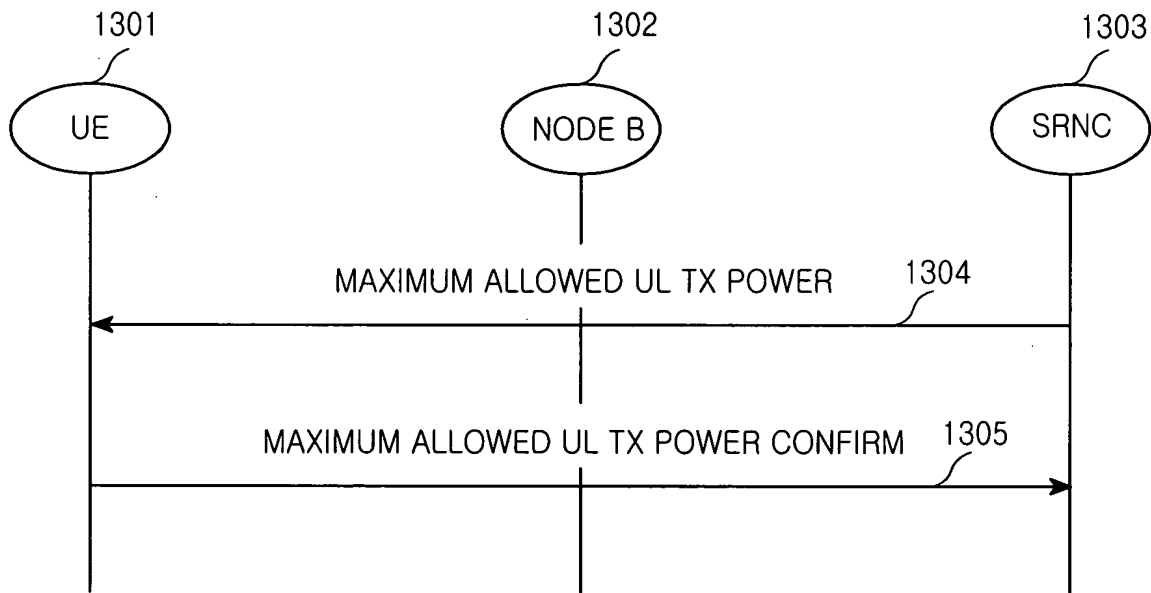 1301
1302
1303
UE
NODE B
SRNC
MAXIMUM ALLOWED UL TX POWER
1304
MAXIMUM ALLOWED UL TX POWER CONFIRM
1305